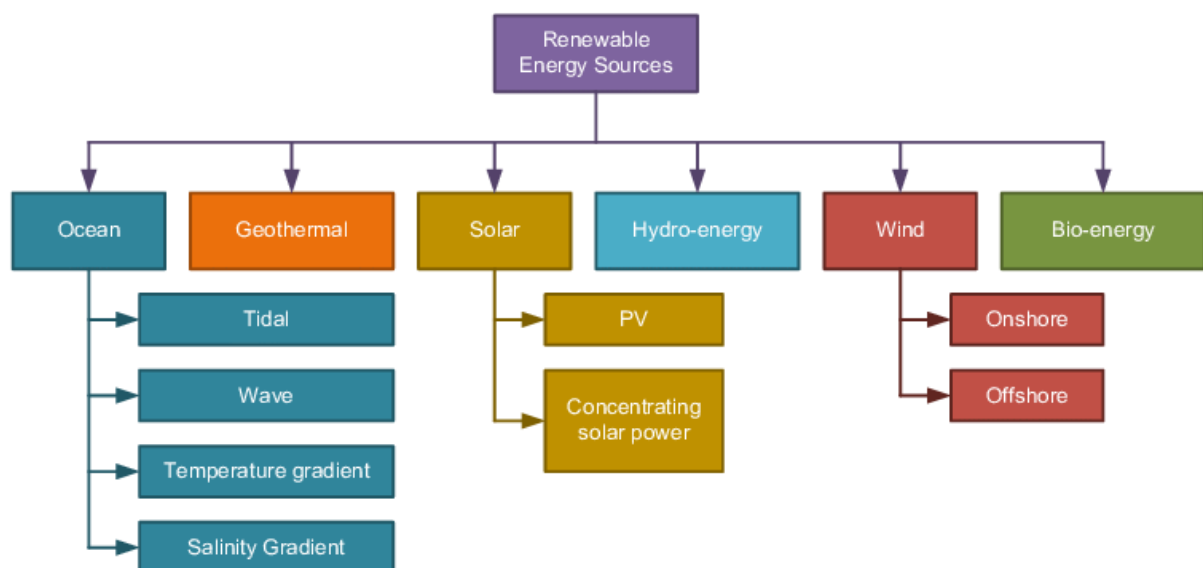 Renewable
Energy Sources
Ocean
Geothermal
Solar
Hydro-energy
Wind
Bio-energy
Tidal
PV
Onshore
Wave
Concentrating
solar power
Offshore
Temperature gradient
Salinity Gradient